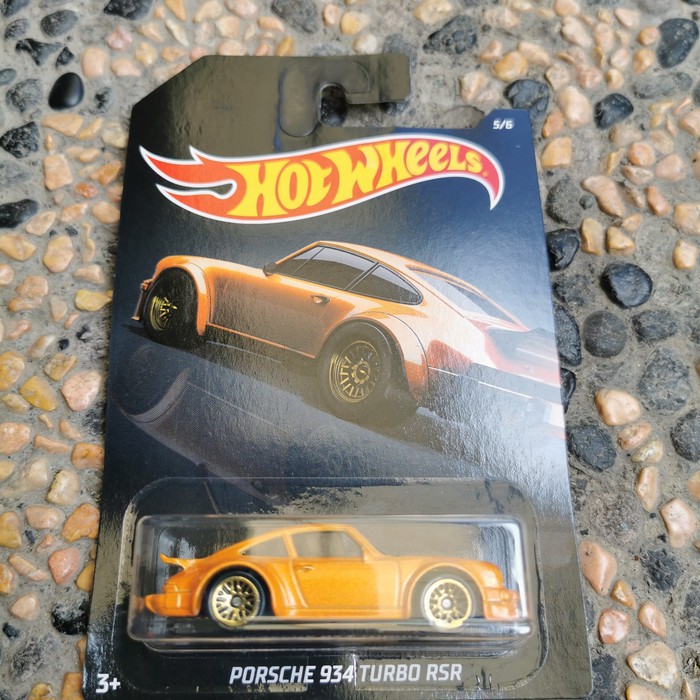 5/6
HOT WHEELS
3+
PORSCHE 934 TURBO RSR